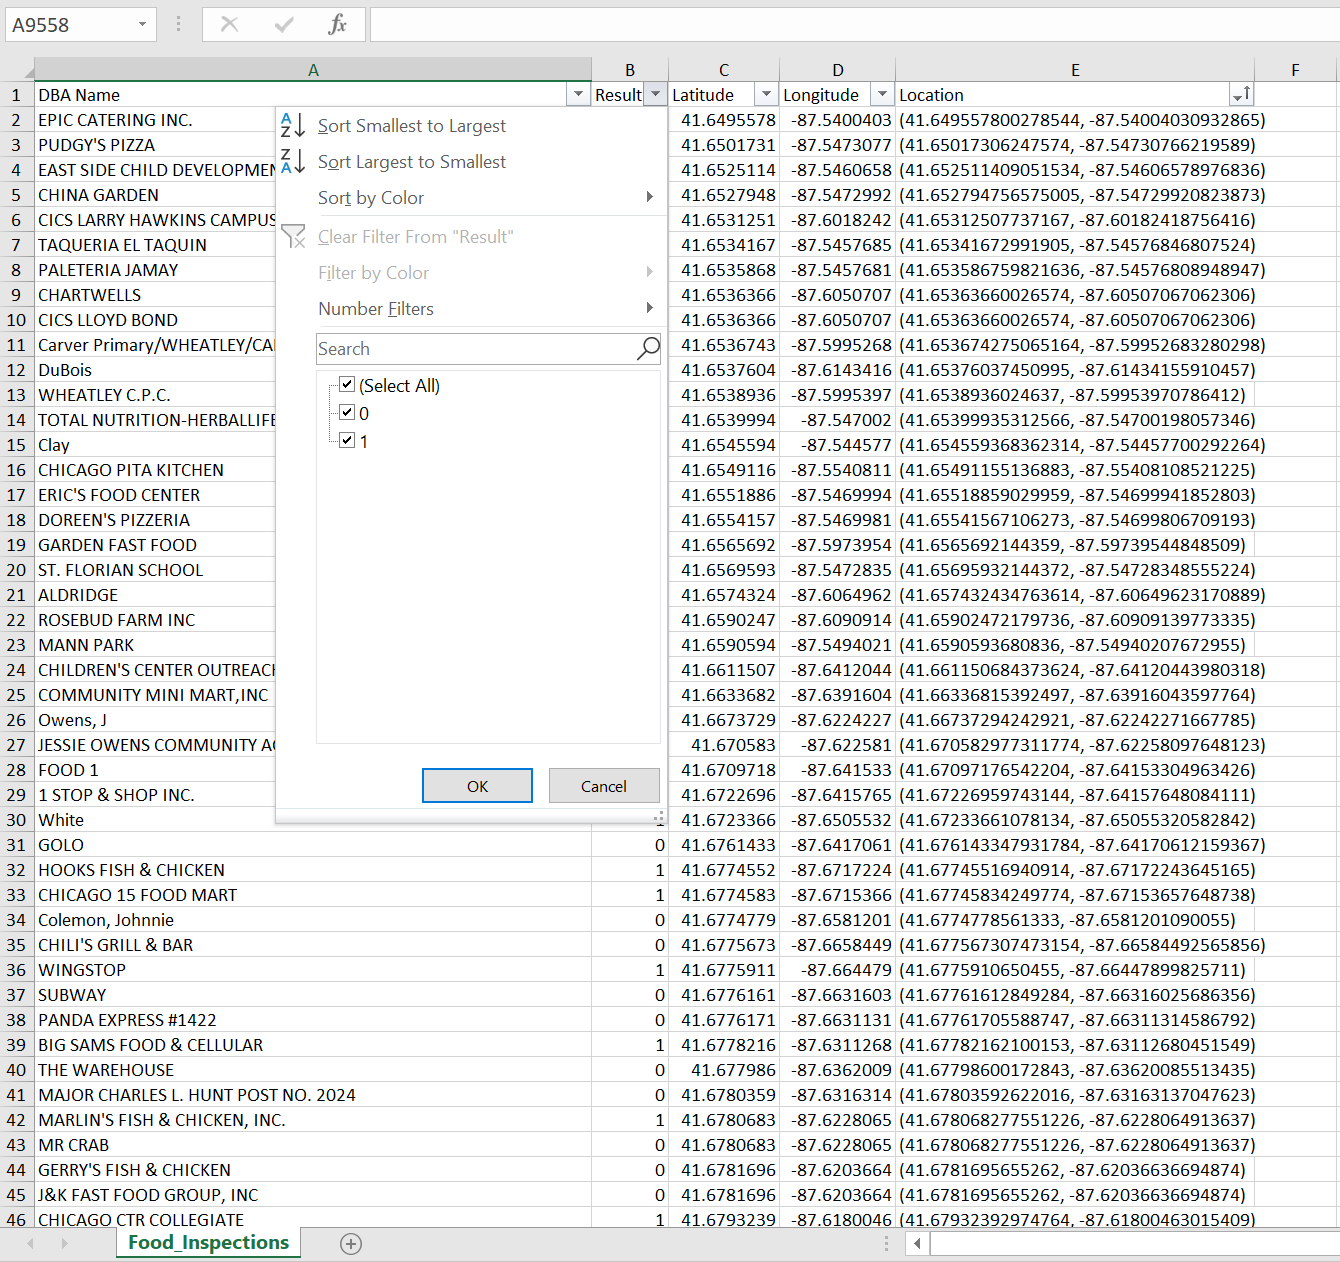 A9558 fx
A B C D E F
1 DBA Name Result Latitude Longitude Location
2 EPIC CATERING INC. 41.6495578 -87.5400403 (41.649557800278544, -87.54004030932865)
3 PUDGY'S PIZZA 41.6501731 -87.5473077 (41.65017306247574, -87.54730766219589)
4 EAST SIDE CHILD DEVELOPMEN 41.6525114 -87.5460658 (41.652511409051534, -87.54606578976836)
5 CHINA GARDEN 41.6527948 -87.5472992 (41.652794756575005, -87.54729920823873)
6 CICS LARRY HAWKINS CAMPUS 41.6531251 -87.6018242 (41.65312507737167, -87.60182418756416)
7 TAQUERIA EL TAQUIN 41.6534167 -87.5457685 (41.65341672991905, -87.54576846807524)
8 PALETERIA JAMAY 41.6535868 -87.5457681 (41.653586759821636, -87.54576808948947)
9 CHARTWELLS 41.6536366 -87.6050707 (41.65363660026574, -87.60507067062306)
10 CICS LLOYD BOND 41.6536366 -87.6050707 (41.65363660026574, -87.60507067062306)
11 Carver Primary/WHEATLEY/CA 41.6536743 -87.5995268 (41.653674275065164, -87.59952683280298)
12 DuBois 41.6537604 -87.6143416 (41.65376037450995, -87.61434155910457)
13 WHEATLEY C.P.C. 41.6538936 -87.5995397 (41.6538936024637, -87.59953970786412)
14 TOTAL NUTRITION-HERBALLIFE 41.6539994 -87.547002 (41.65399935312566, -87.54700198057346)
15 Clay 41.6545594 -87.544577 (41.654559368362314, -87.54457700292264)
16 CHICAGO PITA KITCHEN 41.6549116 -87.5540811 (41.65491155136883, -87.55408108521225)
17 ERIC'S FOOD CENTER 41.6551886 -87.5469994 (41.65518859029959, -87.54699941852803)
18 DOREEN'S PIZZERIA 41.6554157 -87.5469981 (41.65541567106273, -87.54699806709193)
19 GARDEN FAST FOOD 41.6565692 -87.5973954 (41.6565692144359, -87.59739544848509)
20 ST. FLORIAN SCHOOL 41.6569593 -87.5472835 (41.65695932144372, -87.54728348555224)
21 ALDRIDGE 41.6574324 -87.6064962 (41.657432434763614, -87.60649623170889)
22 ROSEBUD FARM INC 41.6590247 -87.6090914 (41.65902472179736, -87.60909139773335)
23 MANN PARK 41.6590594 -87.5494021 (41.6590593680836, -87.54940207672955)
24 CHILDREN'S CENTER OUTREACH 41.6611507 -87.6412044 (41.661150684373624, -87.64120443980318)
25 COMMUNITY MINI MART,INC 41.6633682 -87.6391604 (41.66336815392497, -87.63916043597764)
26 Owens, J 41.6673729 -87.6224227 (41.66737294242921, -87.62242271667785)
27 JESSIE OWENS COMMUNITY AC 41.670583 -87.622581 (41.670582977311774, -87.62258097648123)
28 FOOD 1 41.6709718 -87.641533 (41.67097176542204, -87.64153304963426)
29 1 STOP & SHOP INC. 41.6722696 -87.6415765 (41.67226959743144, -87.64157648084111)
30 White 1 41.6723366 -87.6505532 (41.67233661078134, -87.65055320582842)
31 GOLO 0 41.6761433 -87.6417061 (41.676143347931784, -87.64170612159367)
32 HOOKS FISH & CHICKEN 1 41.6774552 -87.6717224 (41.67745516940914, -87.67172243645165)
33 CHICAGO 15 FOOD MART 1 41.6774583 -87.6715366 (41.67745834249774, -87.67153657648738)
34 Colemon, Johnnie 0 41.6774779 -87.6581201 (41.6774778561333, -87.6581201090055)
35 CHILI'S GRILL & BAR 0 41.6775673 -87.6658449 (41.677567307473154, -87.66584492565856)
36 WINGSTOP 1 41.6775911 -87.664479 (41.6775910650455, -87.66447899825711)
37 SUBWAY 0 41.6776161 -87.6631603 (41.67761612849284, -87.66316025686356)
38 PANDA EXPRESS #1422 0 41.6776171 -87.6631131 (41.67761705588747, -87.66311314586792)
39 BIG SAMS FOOD & CELLULAR 1 41.6778216 -87.6311268 (41.67782162100153, -87.63112680451549)
40 THE WAREHOUSE 0 41.677986 -87.6362009 (41.67798600172843, -87.63620085513435)
41 MAJOR CHARLES L. HUNT POST NO. 2024 0 41.6780359 -87.6316314 (41.67803592622016, -87.63163137047623)
42 MARLIN'S FISH & CHICKEN, INC. 1 41.6780683 -87.6228065 (41.678068277551226, -87.6228064913637)
43 MR CRAB 0 41.6780683 -87.6228065 (41.678068277551226, -87.6228064913637)
44 GERRY'S FISH & CHICKEN 0 41.6781696 -87.6203664 (41.6781695655262, -87.62036636694874)
45 J&K FAST FOOD GROUP, INC 0 41.6781696 -87.6203664 (41.6781695655262, -87.62036636694874)
46 CHICAGO CTR COLLEGIATE 1 41.6793239 -87.6180046 (41.67932392974764, -87.61800463015409)
Sort Smallest to Largest
Sort Largest to Smallest
Sort by Color
Clear Filter From "Result"
Filter by Color
Number Filters
Search
(Select All)
0
1
OK Cancel
Food_Inspections